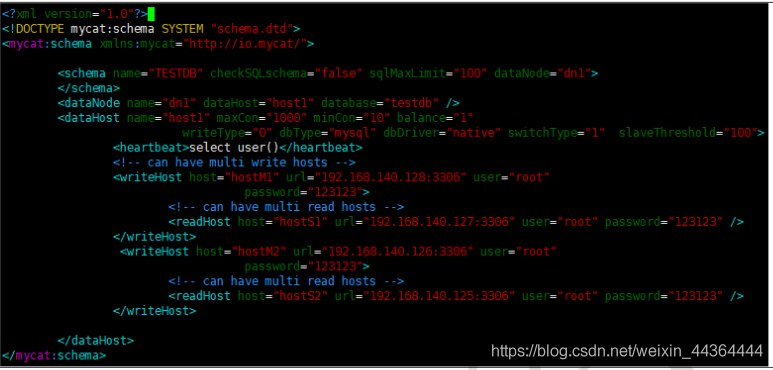 <?xml version="1.0"?>
<!DOCTYPE mycat:schema SYSTEM "schema.dtd">
<mycat:schema xmlns:mycat="http://io.mycat/">
<schema name="TESTDB" checkSQLschema="false" sqlMaxLimit="100" dataNode="dn1">
</schema>
<dataNode name="dn1" dataHost="host1" database="testdb" />
<dataHost name="host1" maxCon="1000" minCon="10" balance="1"
writeType="0" dbType="mysql" dbDriver="native" switchType="1"  slaveThreshold="100">
<heartbeat>select user()</heartbeat>
<!-- can have multi write hosts -->
<writeHost host="hostM1" url="192.168.140.128:3306" user="root"
password="123123">
<!-- can have multi read hosts -->
<readHost host="hostS1" url="192.168.140.127:3306" user="root" password="123123" />
</writeHost>
<writeHost host="hostM2" url="192.168.140.126:3306" user="root"
password="123123">
<!-- can have multi read hosts -->
<readHost host="hostS2" url="192.168.140.125:3306" user="root" password="123123" />
</writeHost>
</dataHost>
</mycat:schema>
https://blog.csdn.net/weixin_44364444